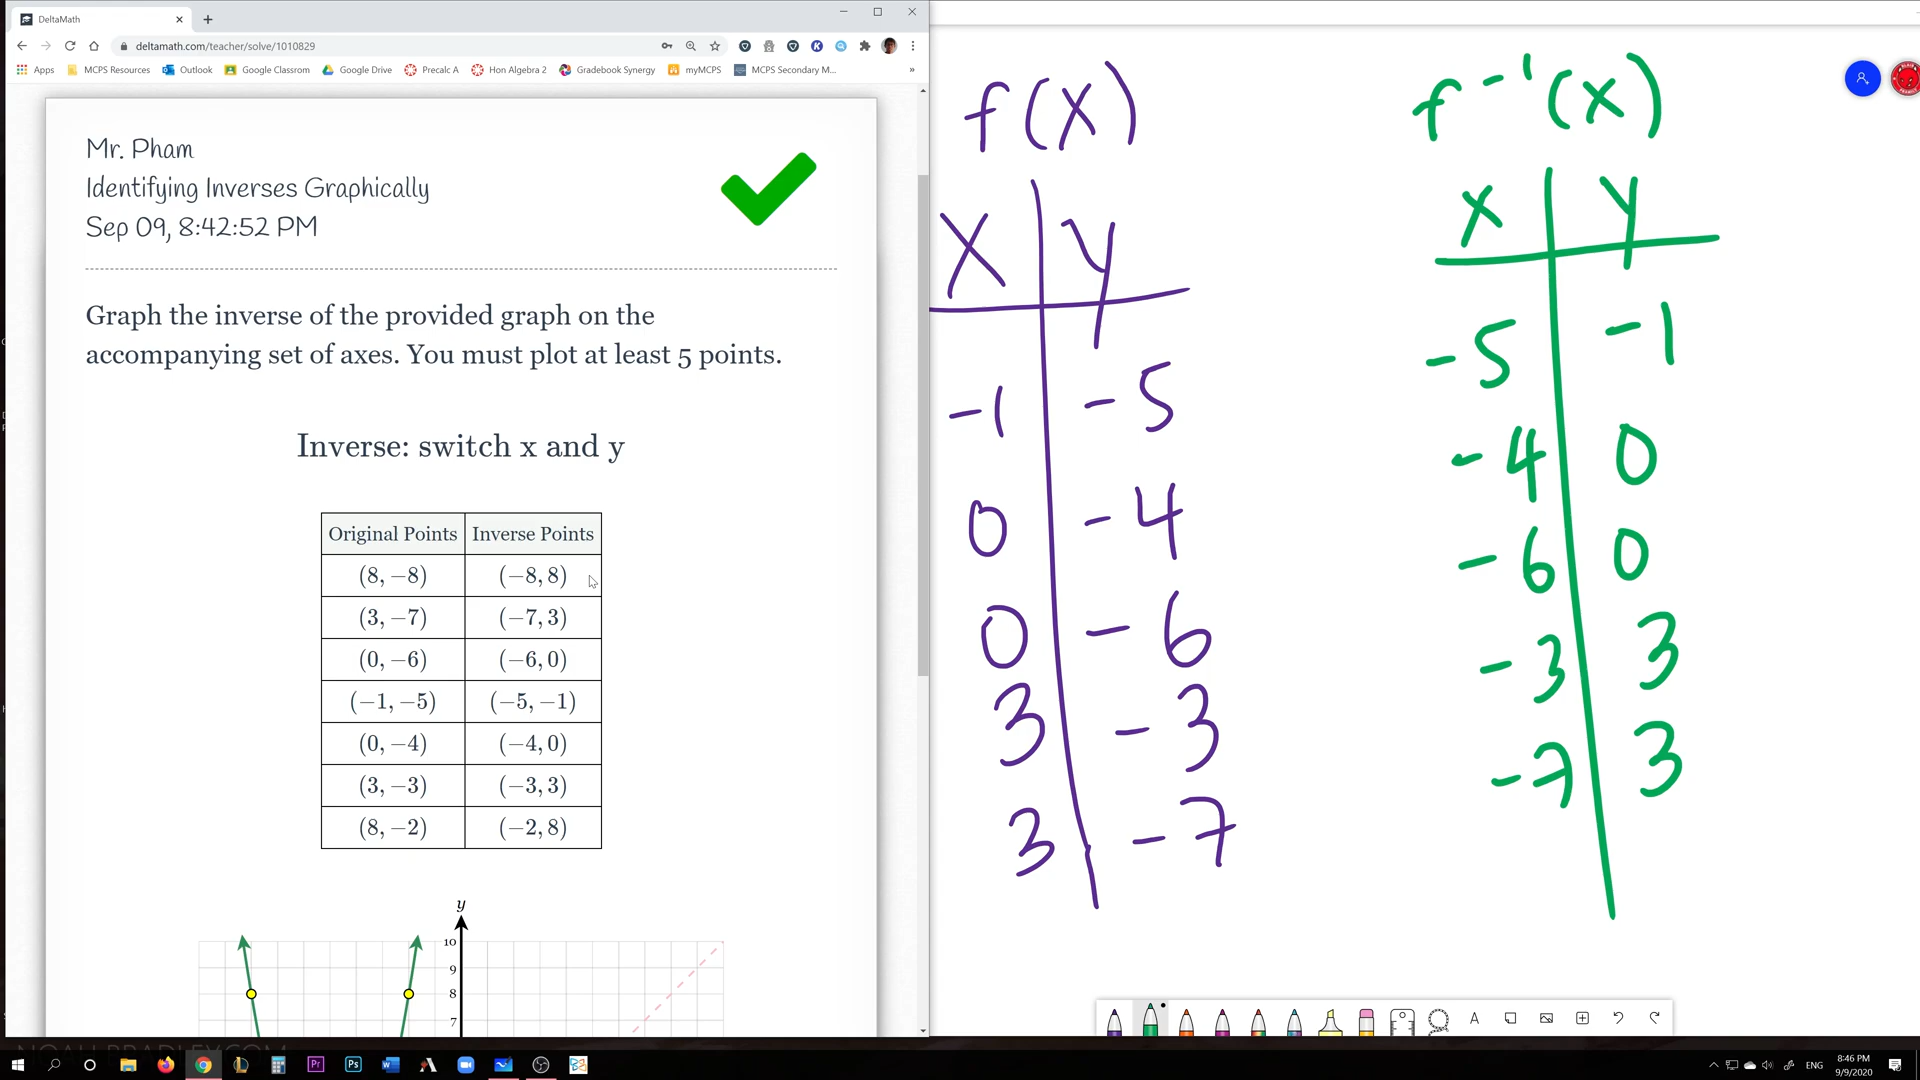 DeltaMath
deltamath.com/teacher/solve/1010829
Apps MCPS Resources Outlook Google Classrom Google Drive Precalc A Hon Algebra 2 Gradebook Synergy myMCPS MCPS Secondary M... »
Mr. Pham
Identifying Inverses Graphically
Sep 09, 8:42:52 PM
Graph the inverse of the provided graph on the
accompanying set of axes. You must plot at least 5 points.
Inverse: switch x and y
Original Points Inverse Points
(8, −8) (−8, 8)
(3, −7) (−7, 3)
(0, −6) (−6, 0)
(−1, −5) (−5, −1)
(0, −4) (−4, 0)
(3, −3) (−3, 3)
(8, −2) (−2, 8)
y
10
9
8
7
f(x)
x y
-1 -5
0 -4
0 -6
3 -3
3 -7
f⁻¹(x)
x y
-5 -1
-4 0
-6 0
-3 3
-7 3
A
ENG
8:46 PM
9/9/2020